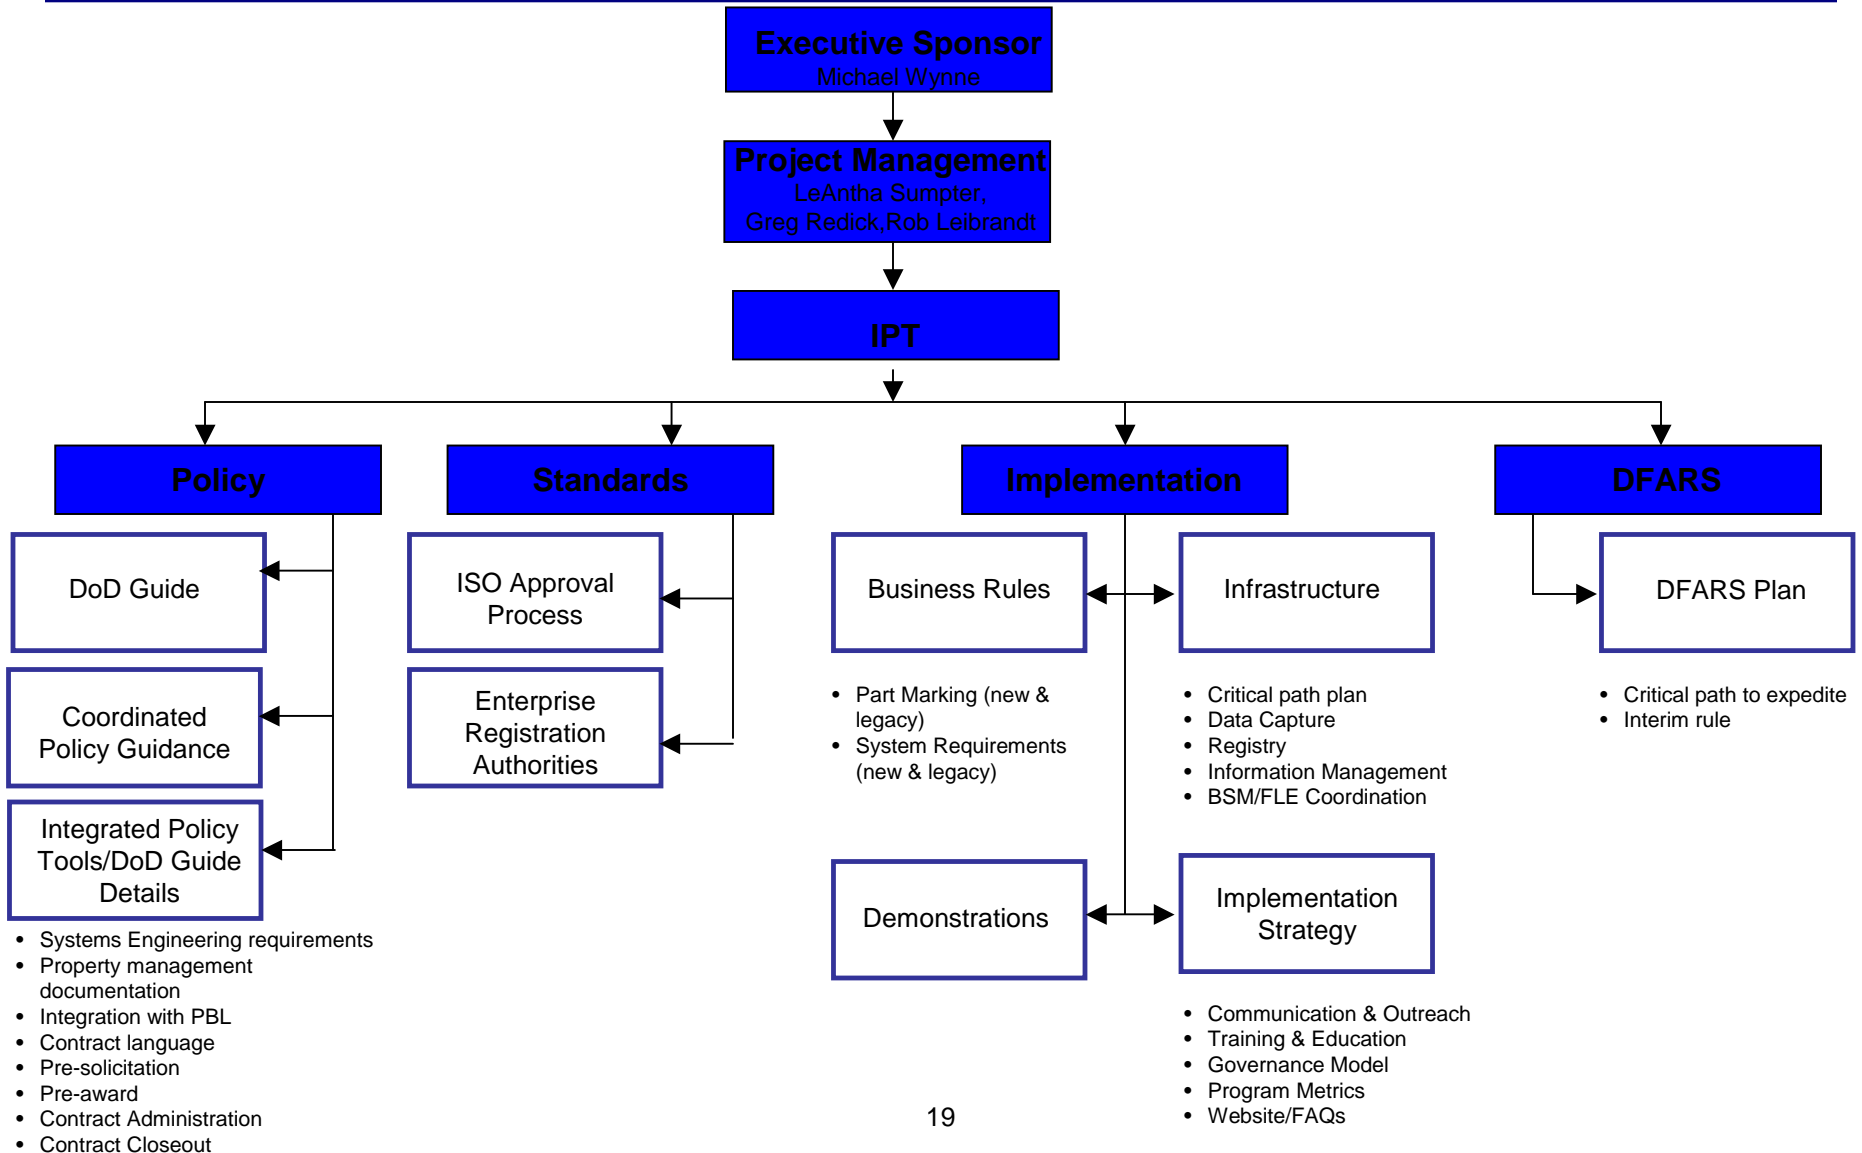 Executive Sponsor
Michael Wynne
Project Management
LeAntha Sumpter,
Greg Redick,Rob Leibrandt
IPT
Policy
Standards
Implementation
DFARS
DoD Guide
Coordinated
Policy Guidance
Integrated Policy
Tools/DoD Guide
Details
• Systems Engineering requirements
• Property management
documentation
• Integration with PBL
• Contract language
• Pre-solicitation
• Pre-award
• Contract Administration
• Contract Closeout
ISO Approval
Process
Enterprise
Registration
Authorities
Business Rules
• Part Marking (new &
legacy)
• System Requirements
(new & legacy)
Demonstrations
Infrastructure
• Critical path plan
• Data Capture
• Registry
• Information Management
• BSM/FLE Coordination
Implementation
Strategy
• Communication & Outreach
• Training & Education
• Governance Model
• Program Metrics
• Website/FAQs
DFARS Plan
• Critical path to expedite
• Interim rule
19